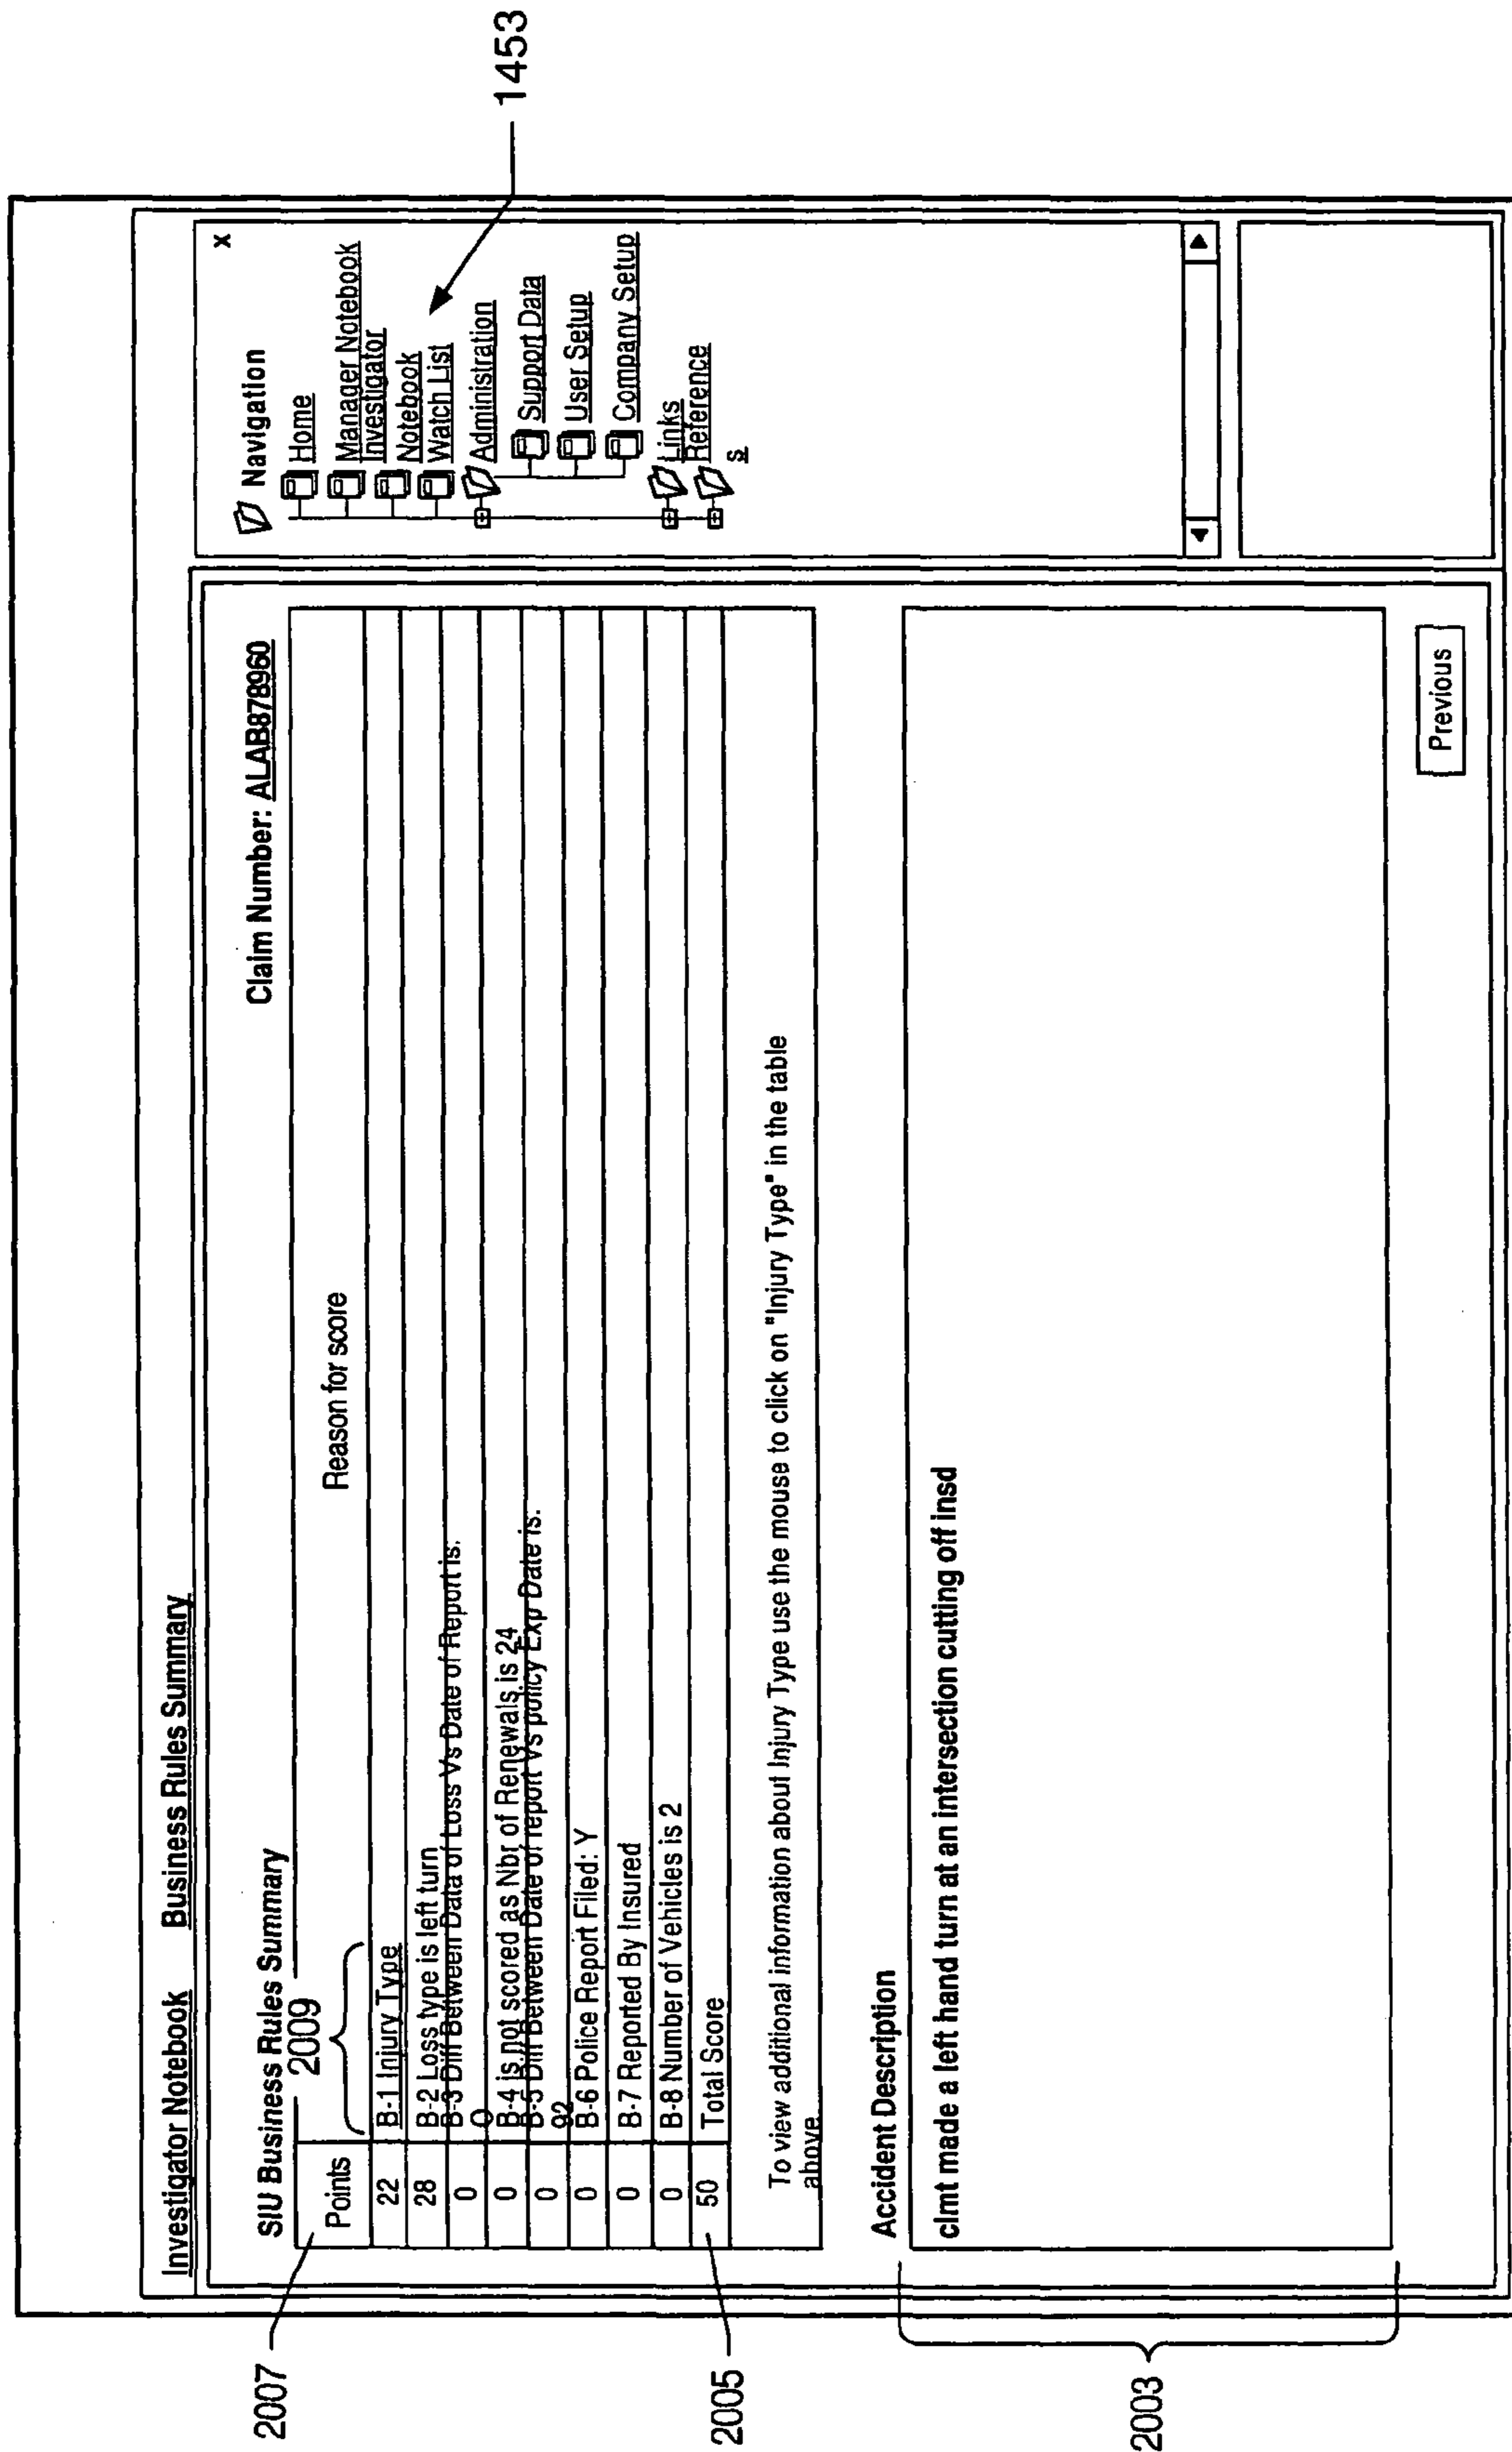 Investigator Notebook Business Rules Summary
SIU Business Rules Summary
Claim Number: ALAB878960
2007
2009
Points Reason for score
22 B-1 Injury Type
28 B-2 Loss type is left turn
0 B-3 Diff Between Data of Loss Vs Date of Report is:
0
0 B-4 is not scored as Nbr of Renewals is 24
0 B-5 Diff Between Date of report Vs policy Exp Date is:
92
0 B-6 Police Report Filed: Y
0 B-7 Reported By Insured
0 B-8 Number of Vehicles is 2
50 Total Score
2005
To view additional information about Injury Type use the mouse to click on "Injury Type" in the table
above
Accident Description
clmt made a left hand turn at an intersection cutting off insd
2003
Previous
Navigation
x
Home
Manager Notebook
Investigator
Notebook
Watch List
Administration
Support Data
User Setup
Company Setup
Links
Reference
s
1453